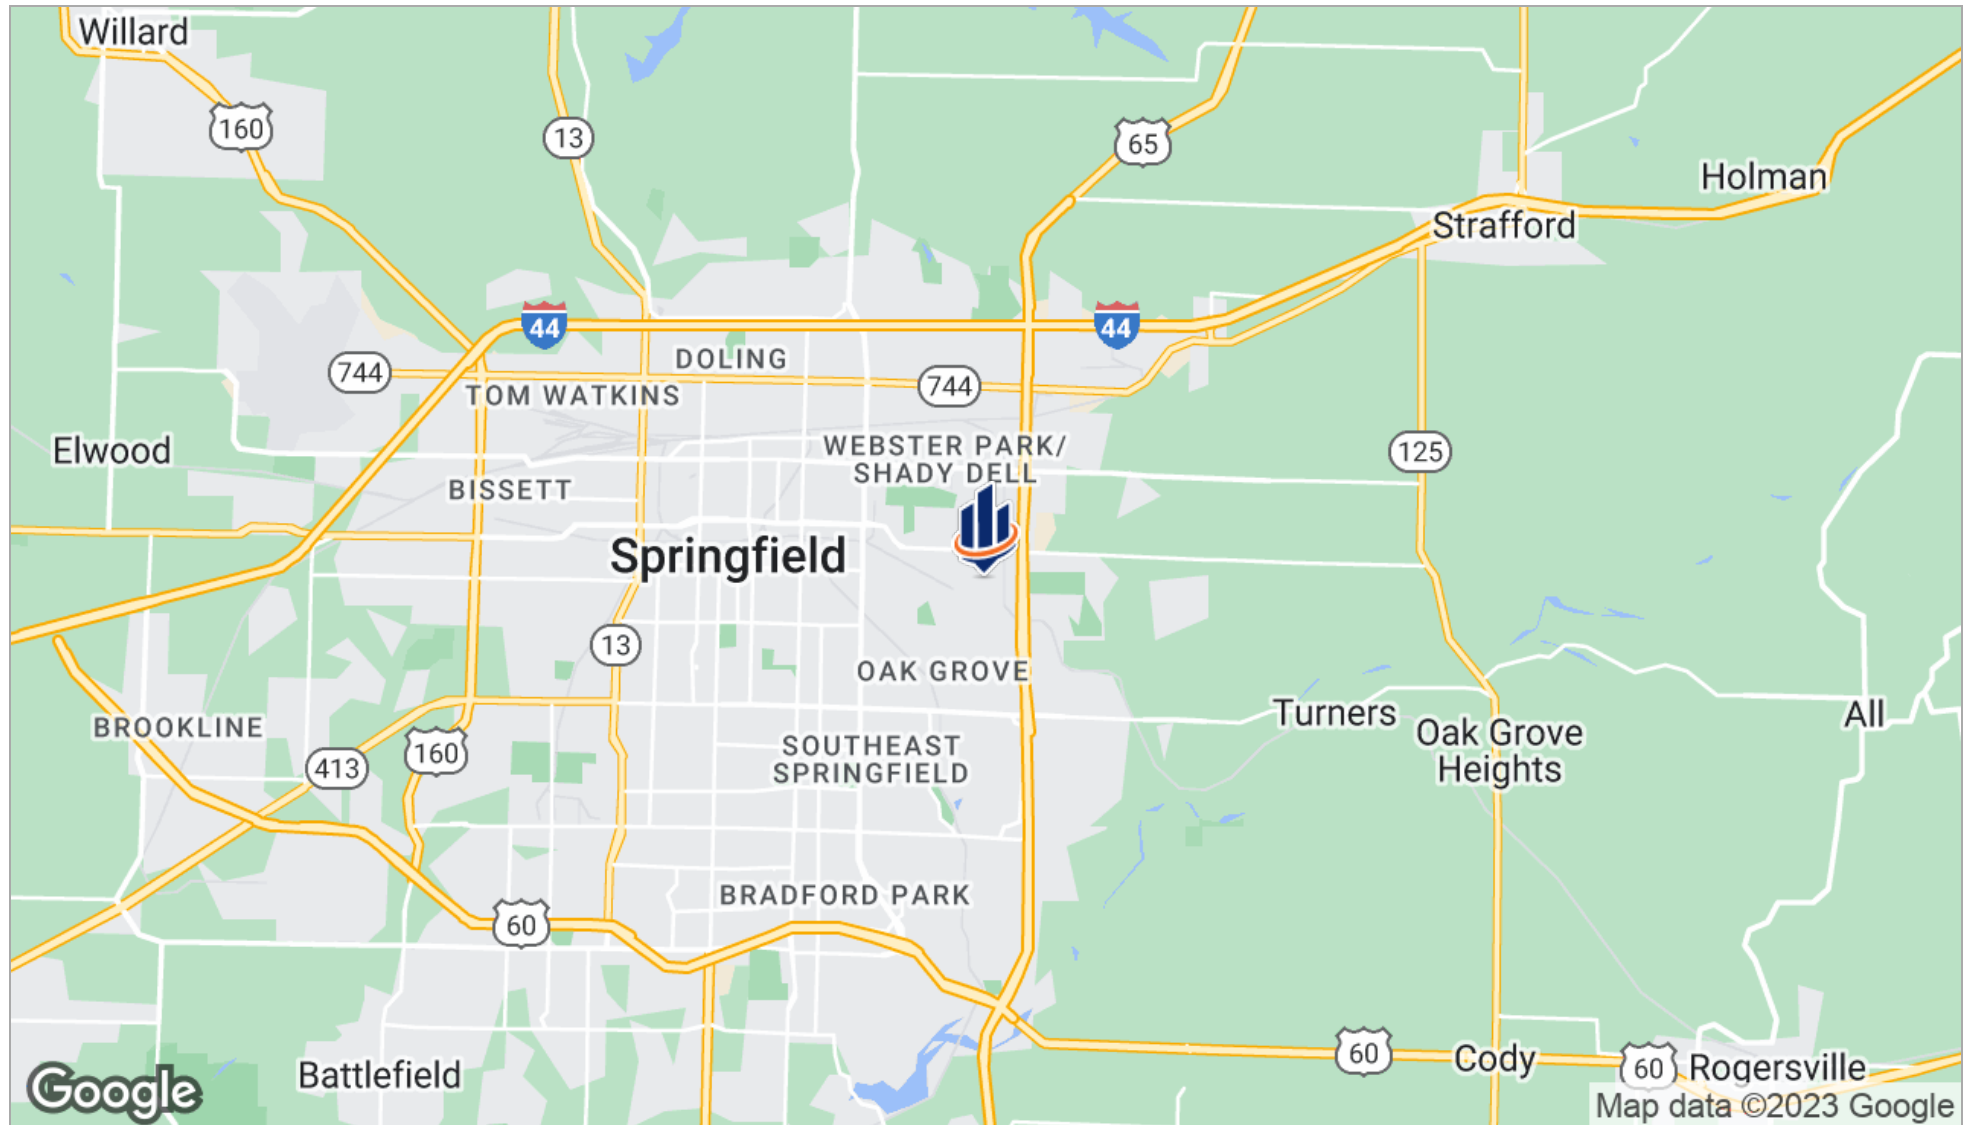 Willard
160
13
65
Holman
Strafford
44
44
DOLING
744
744
TOM WATKINS
WEBSTER PARK/
SHADY DELL
Elwood
125
BISSETT
Springfield
13
OAK GROVE
Turners
All
BROOKLINE
Oak Grove
Heights
160
413
SOUTHEAST
SPRINGFIELD
BRADFORD PARK
60
60
Cody
60
Rogersville
Battlefield
Google
Map data ©2023 Google